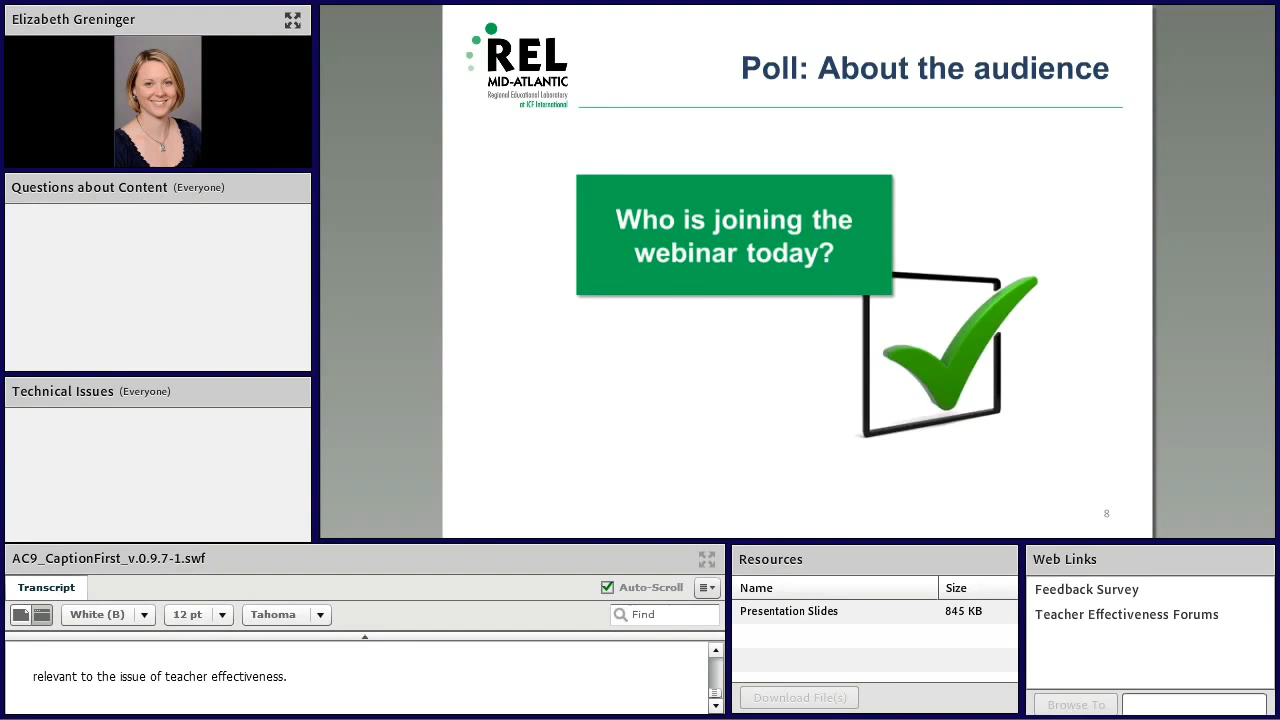 Elizabeth Greninger
Questions about Content (Everyone)
Technical Issues (Everyone)
REL
MID-ATLANTIC
Regional Educational Laboratory
at ICF International
Poll: About the audience
Who is joining the
webinar today?
8
AC9_CaptionFirst_v.0.9.7-1.swf
Transcript
Auto-Scroll
White (B)
12 pt
Tahoma
Find
relevant to the issue of teacher effectiveness.
Resources
Name Size
Presentation Slides 845 KB
Download File(s)
Web Links
Feedback Survey
Teacher Effectiveness Forums
Browse To